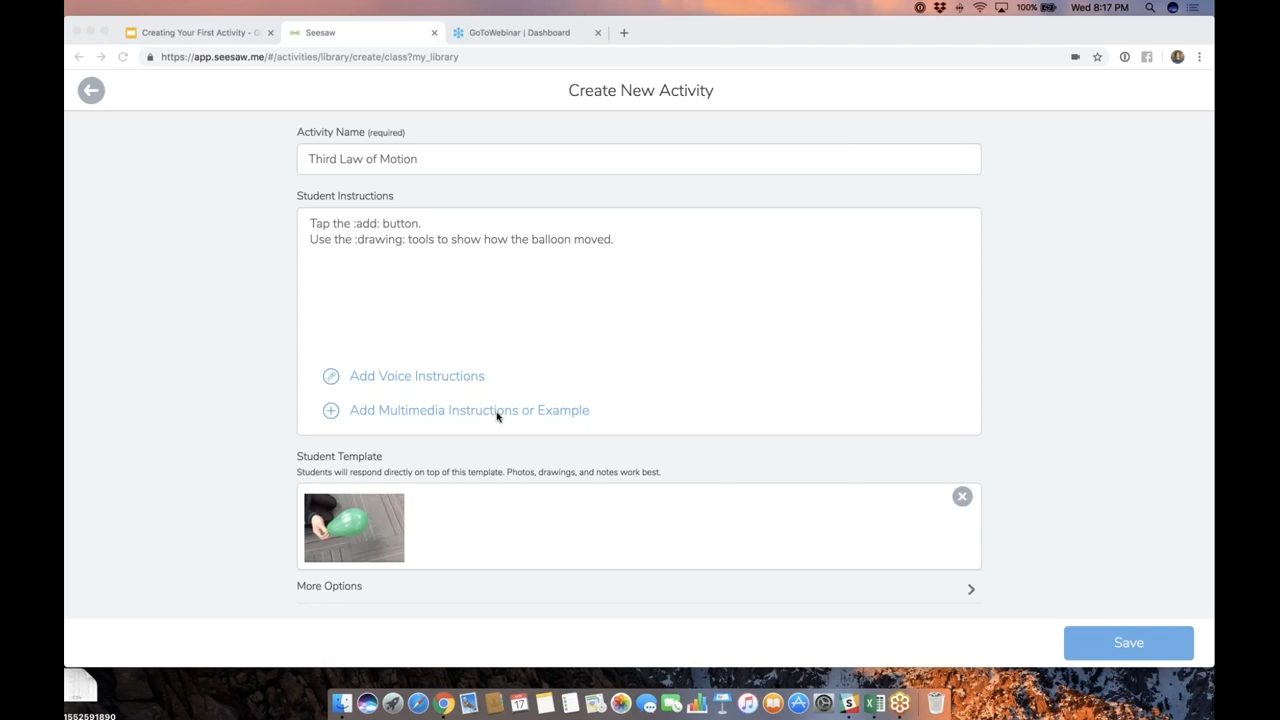 100%
Wed 8:17 PM
Creating Your First Activity - G
Seesaw
GoToWebinar | Dashboard
https://app.seesaw.me/#/activities/library/create/class?my_library
Create New Activity
Activity Name (required)
Third Law of Motion
Student Instructions
Tap the :add: button.
Use the :drawing: tools to show how the balloon moved.
Add Voice Instructions
Add Multimedia Instructions or Example
Student Template
Students will respond directly on top of this template. Photos, drawings, and notes work best.
More Options
Save
17
1552591890